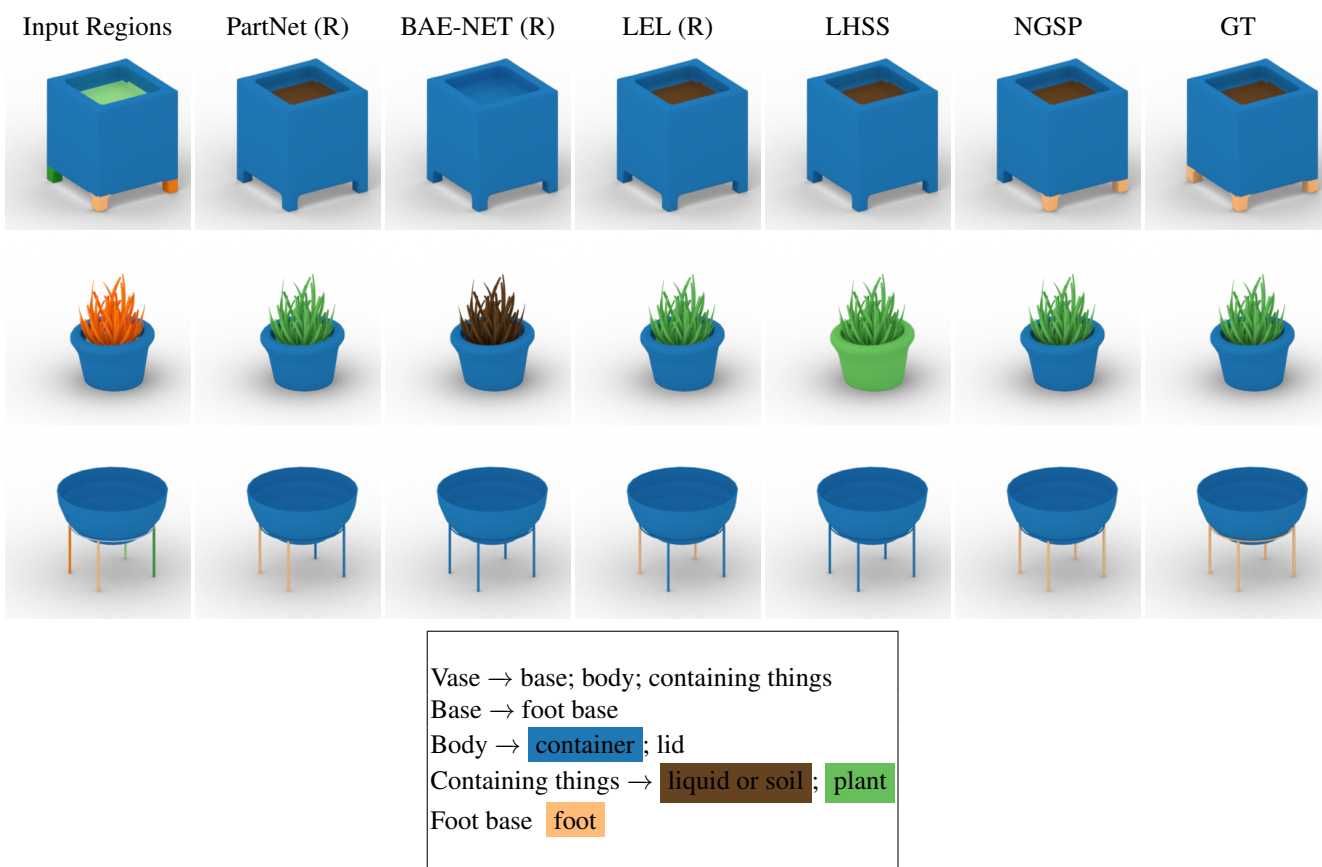 Input Regions PartNet (R) BAE-NET (R) LEL (R) LHSS NGSP GT
Vase → base; body; containing things
Base → foot base
Body → container ; lid
Containing things → liquid or soil ; plant
Foot base foot